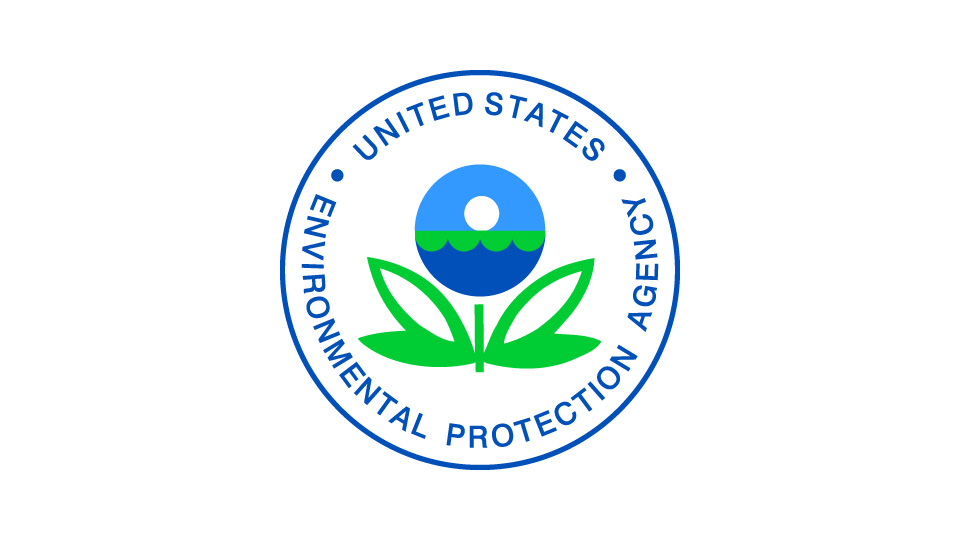 UNITED STATES
ENVIRONMENTAL PROTECTION AGENCY